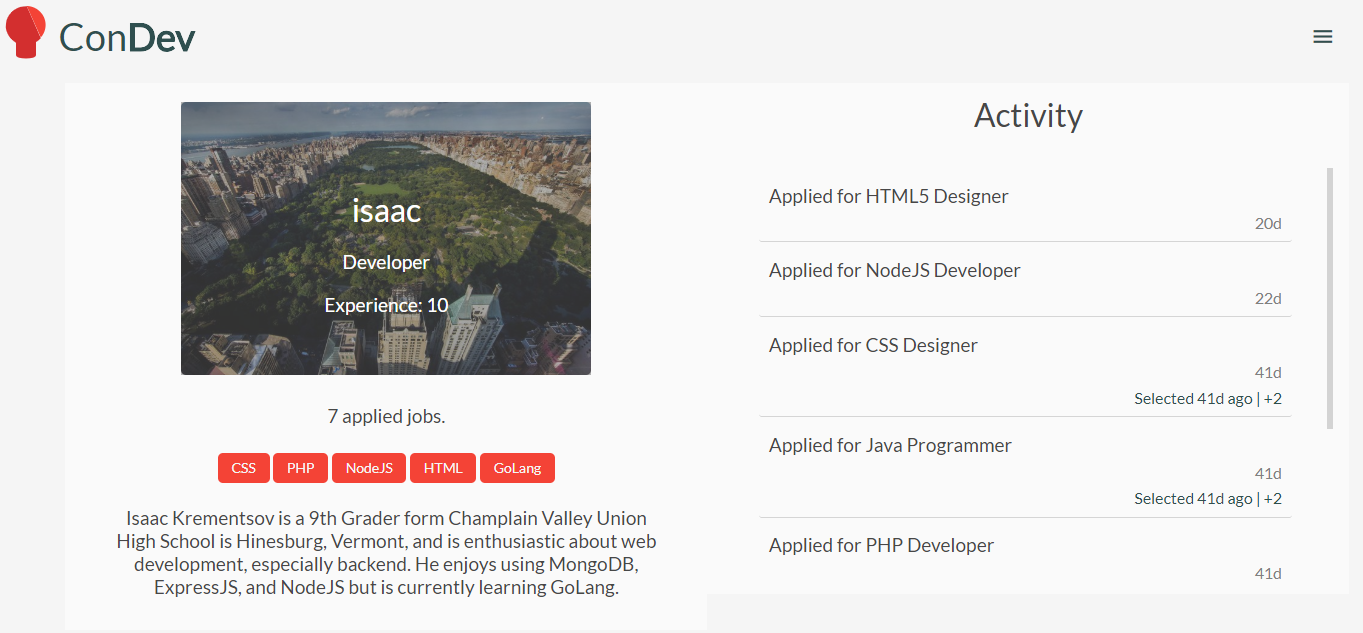 ConDev
isaac
Developer
Experience: 10
7 applied jobs.
CSS PHP NodeJS HTML GoLang
Isaac Krementsov is a 9th Grader form Champlain Valley Union
High School is Hinesburg, Vermont, and is enthusiastic about web
development, especially backend. He enjoys using MongoDB,
ExpressJS, and NodeJS but is currently learning GoLang.
Activity
Applied for HTML5 Designer
20d
Applied for NodeJS Developer
22d
Applied for CSS Designer
41d
Selected 41d ago | +2
Applied for Java Programmer
41d
Selected 41d ago | +2
Applied for PHP Developer
41d